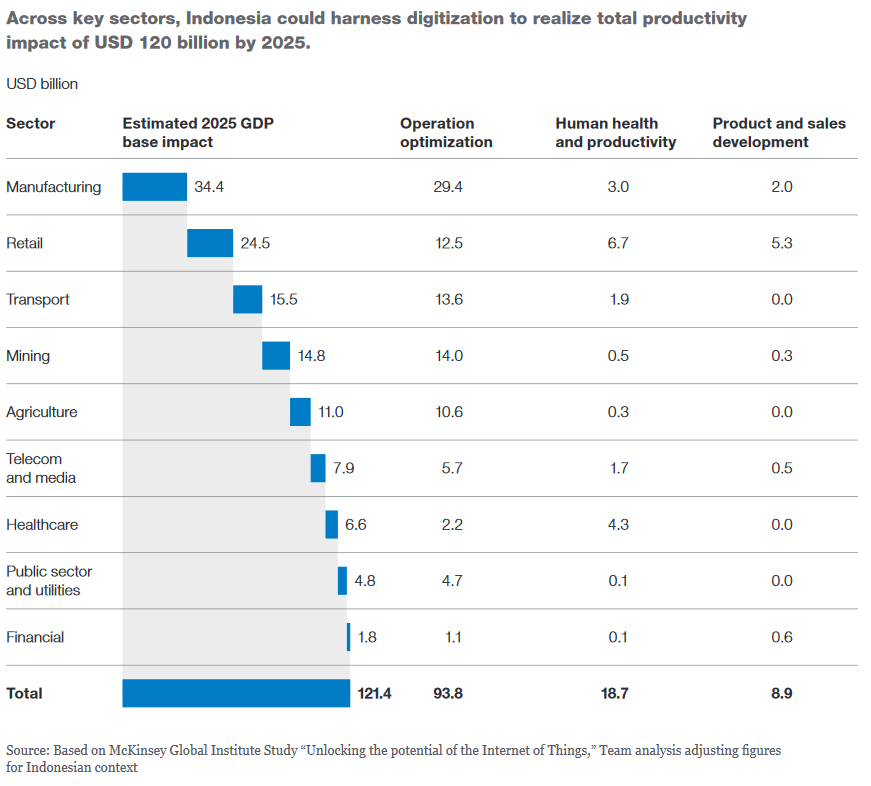 Across key sectors, Indonesia could harness digitization to realize total productivity
impact of USD 120 billion by 2025.
USD billion
Sector Estimated 2025 GDP base impact Operation optimization Human health and productivity Product and sales development
Manufacturing 34.4 29.4 3.0 2.0
Retail 24.5 12.5 6.7 5.3
Transport 15.5 13.6 1.9 0.0
Mining 14.8 14.0 0.5 0.3
Agriculture 11.0 10.6 0.3 0.0
Telecom and media 7.9 5.7 1.7 0.5
Healthcare 6.6 2.2 4.3 0.0
Public sector and utilities 4.8 4.7 0.1 0.0
Financial 1.8 1.1 0.1 0.6
Total 121.4 93.8 18.7 8.9
Source: Based on McKinsey Global Institute Study “Unlocking the potential of the Internet of Things,” Team analysis adjusting figures
for Indonesian context